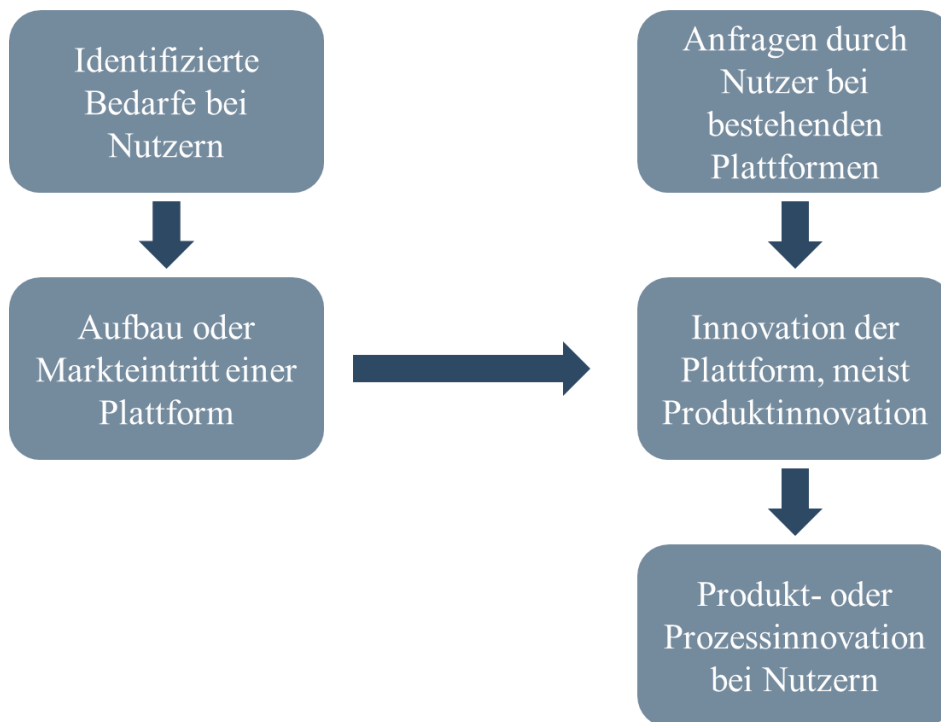 Identifizierte
Bedarfe bei
Nutzern
Anfragen durch
Nutzer bei
bestehenden
Plattformen
Aufbau oder
Markteintritt einer
Plattform
Innovation der
Plattform, meist
Produktinnovation
Produkt- oder
Prozessinnovation
bei Nutzern